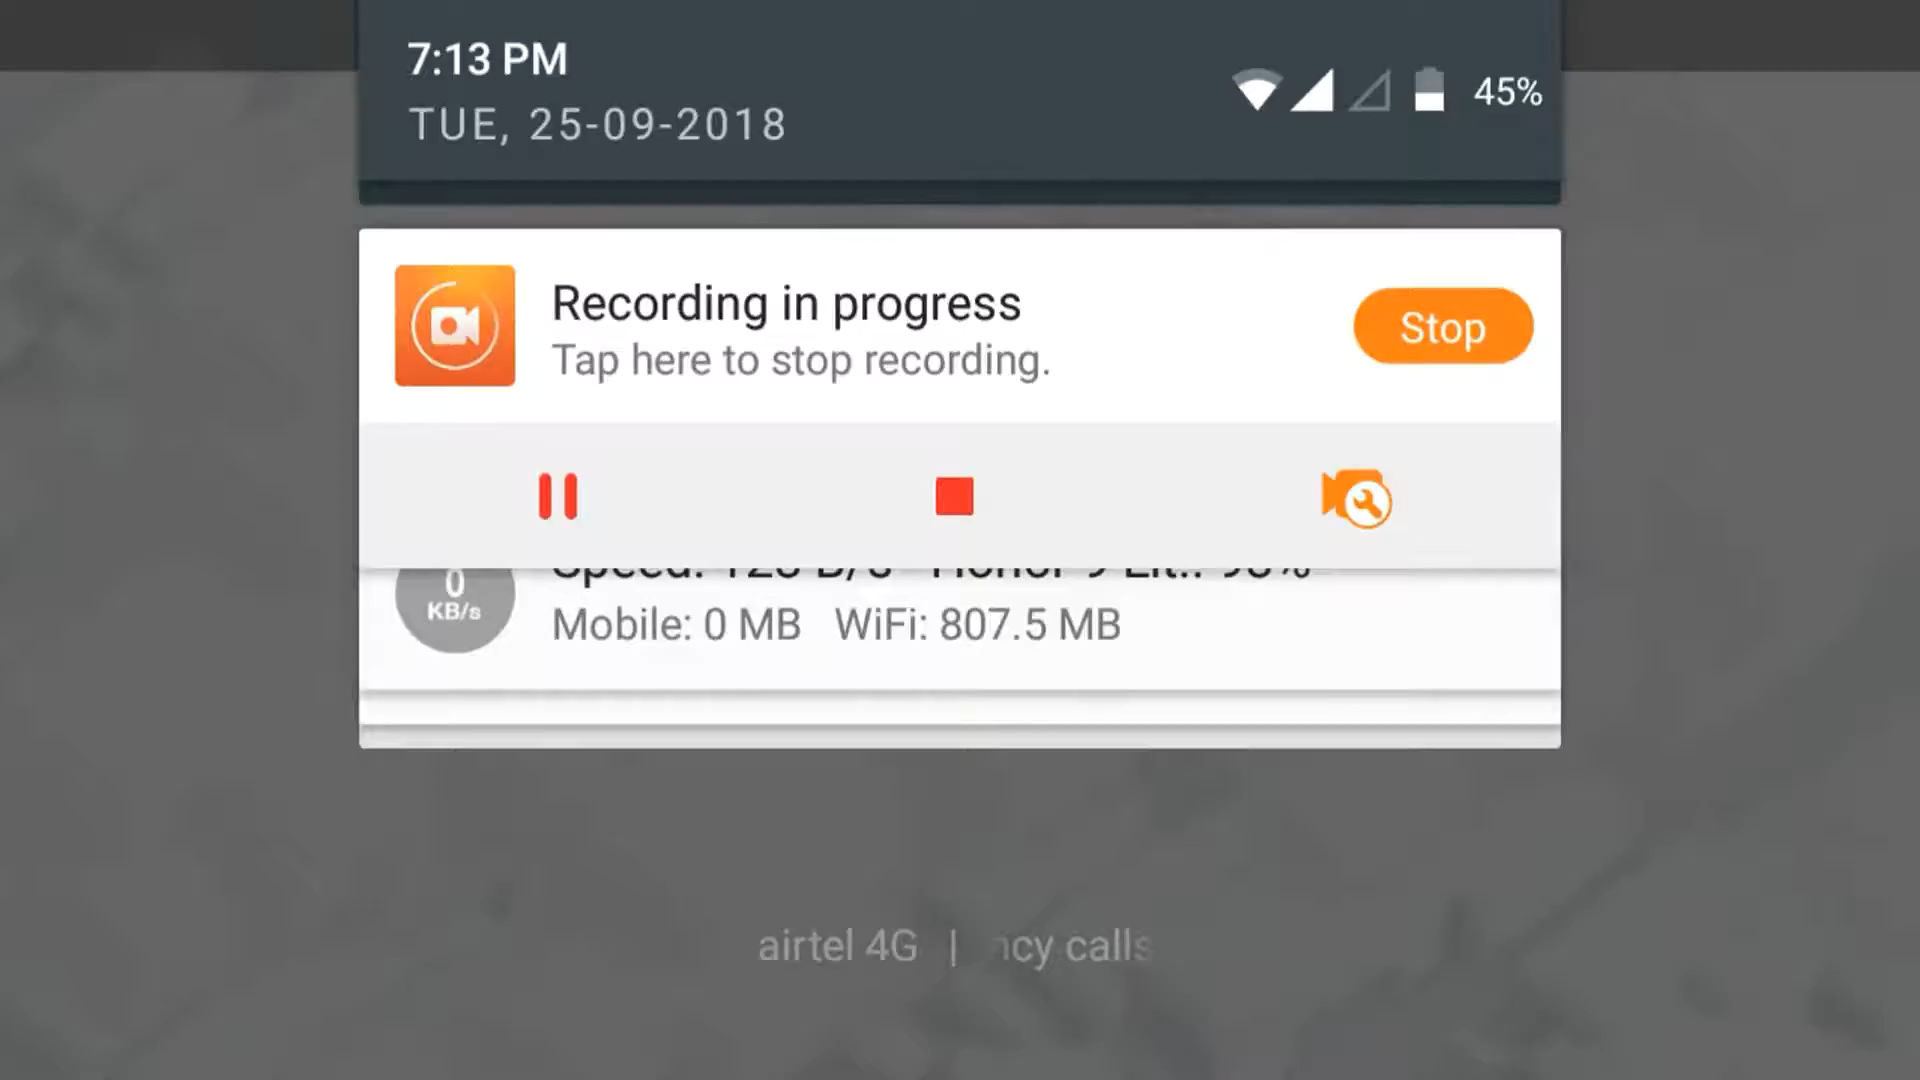 7:13 PM
45%
TUE, 25-09-2018
Recording in progress
Tap here to stop recording.
Stop
0
KB/s
Mobile: 0 MB WiFi: 807.5 MB
airtel 4G | calls